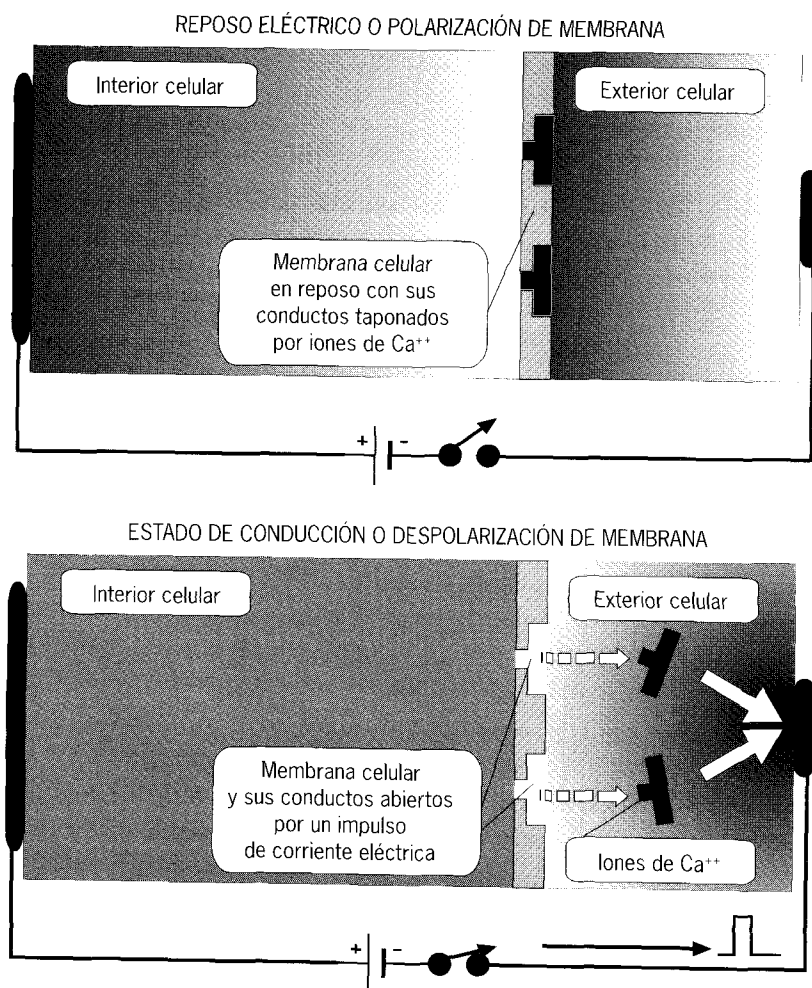 REPOSO ELÉCTRICO O POLARIZACIÓN DE MEMBRANA
Interior celular
Exterior celular
Membrana celular
en reposo con sus
conductos taponados
por iones de Ca⁺⁺
+ -
ESTADO DE CONDUCCIÓN O DESPOLARIZACIÓN DE MEMBRANA
Interior celular
Exterior celular
Membrana celular
y sus conductos abiertos
por un impulso
de corriente eléctrica
Iones de Ca⁺⁺
+ -